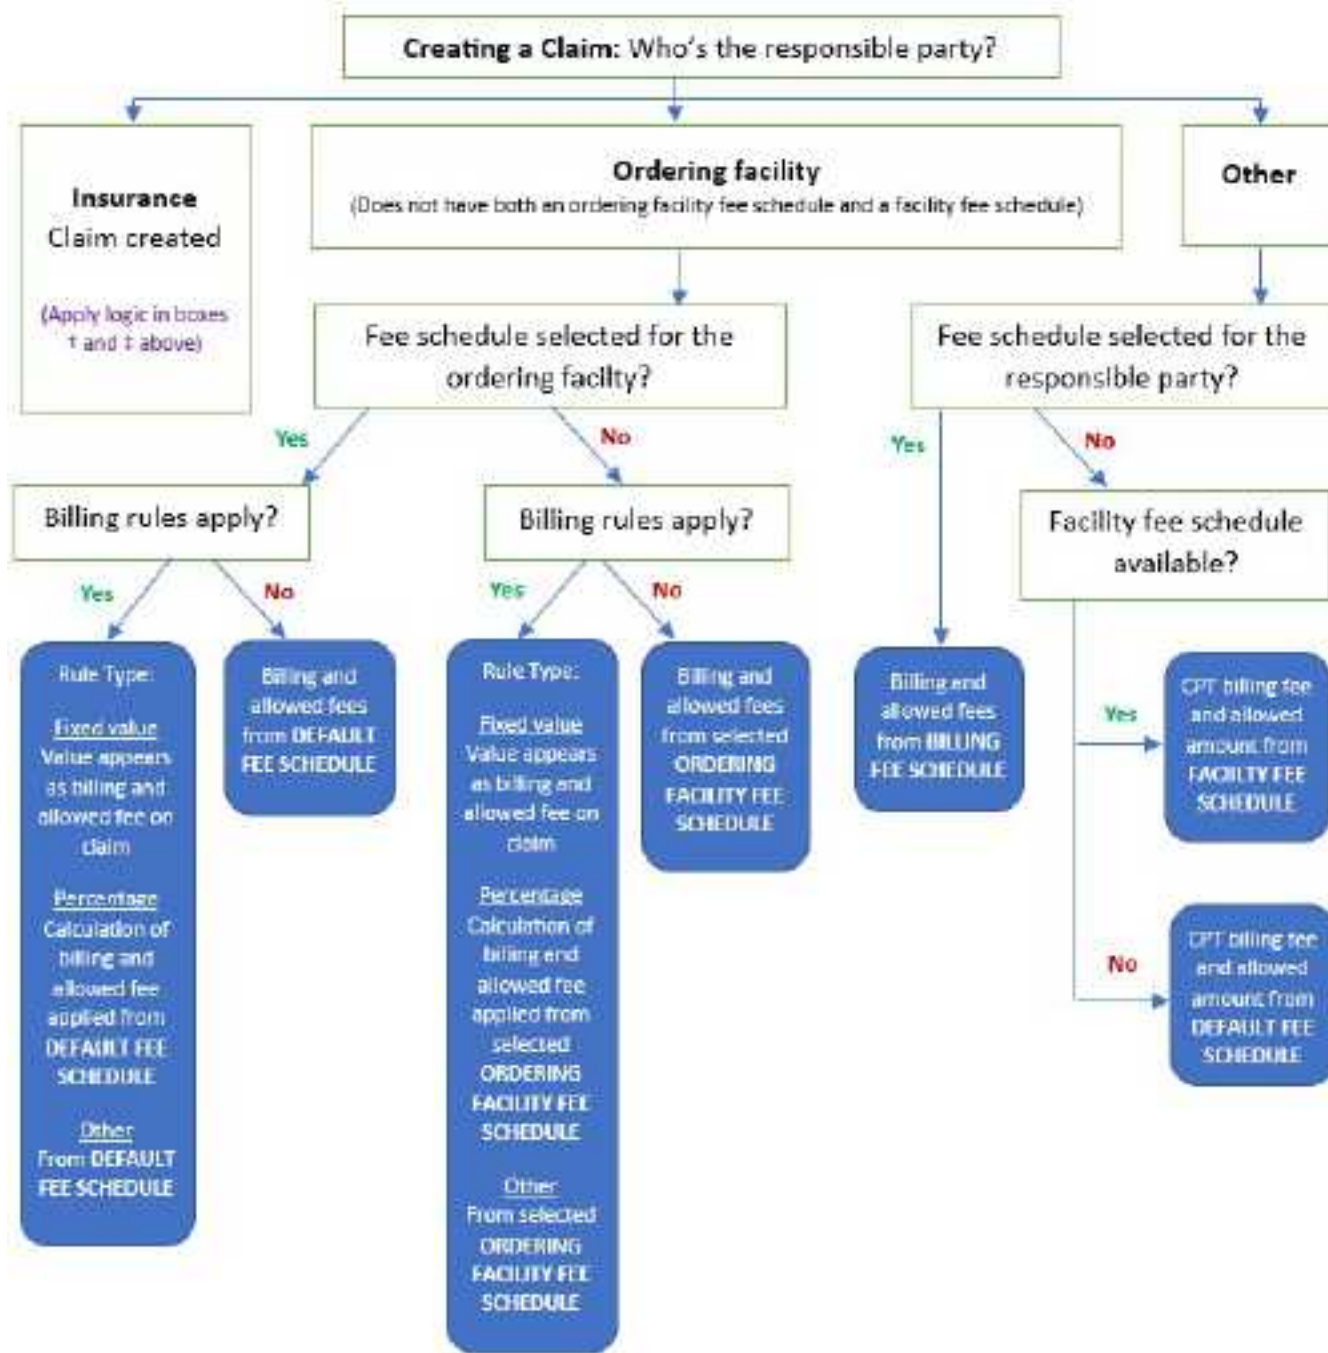 Creating a Claim: Who's the responsible party?
Insurance
Claim created
(Apply logic in boxes
† and ‡ above)
Ordering facility
(Does not have both an ordering facility fee schedule and a facility fee schedule)
Other
Fee schedule selected for the
ordering facilty?
Fee schedule selected for the
responsible party?
Yes
No
Yes
No
Billing rules apply?
Billing rules apply?
Facility fee schedule
available?
Yes
No
Yes
No
Rule Type:
Fixed value
Value appears
as billing and
allowed fee on
claim
Percentage
Calculation of
billing and
allowed fee
applied from
DEFAULT FEE
SCHEDULE
Other
From DEFAULT
FEE SCHEDULE
Billing and
allowed fees
from DEFAULT
FEE SCHEDULE
Rule Type:
Fixed value
Value appears
as billing and
allowed fee on
claim
Percentage
Calculation of
billing and
allowed fee
applied from
selected
ORDERING
FACILITY FEE
SCHEDULE
Other
From selected
ORDERING
FACILITY FEE
SCHEDULE
Billing and
allowed fees
from selected
ORDERING
FACILITY FEE
SCHEDULE
Billing and
allowed fees
from BILLING
FEE SCHEDULE
Yes
CPT billing fee
and allowed
amount from
FACILTY FEE
SCHEDULE
No
CPT billing fee
and allowed
amount from
DEFAULT FEE
SCHEDULE